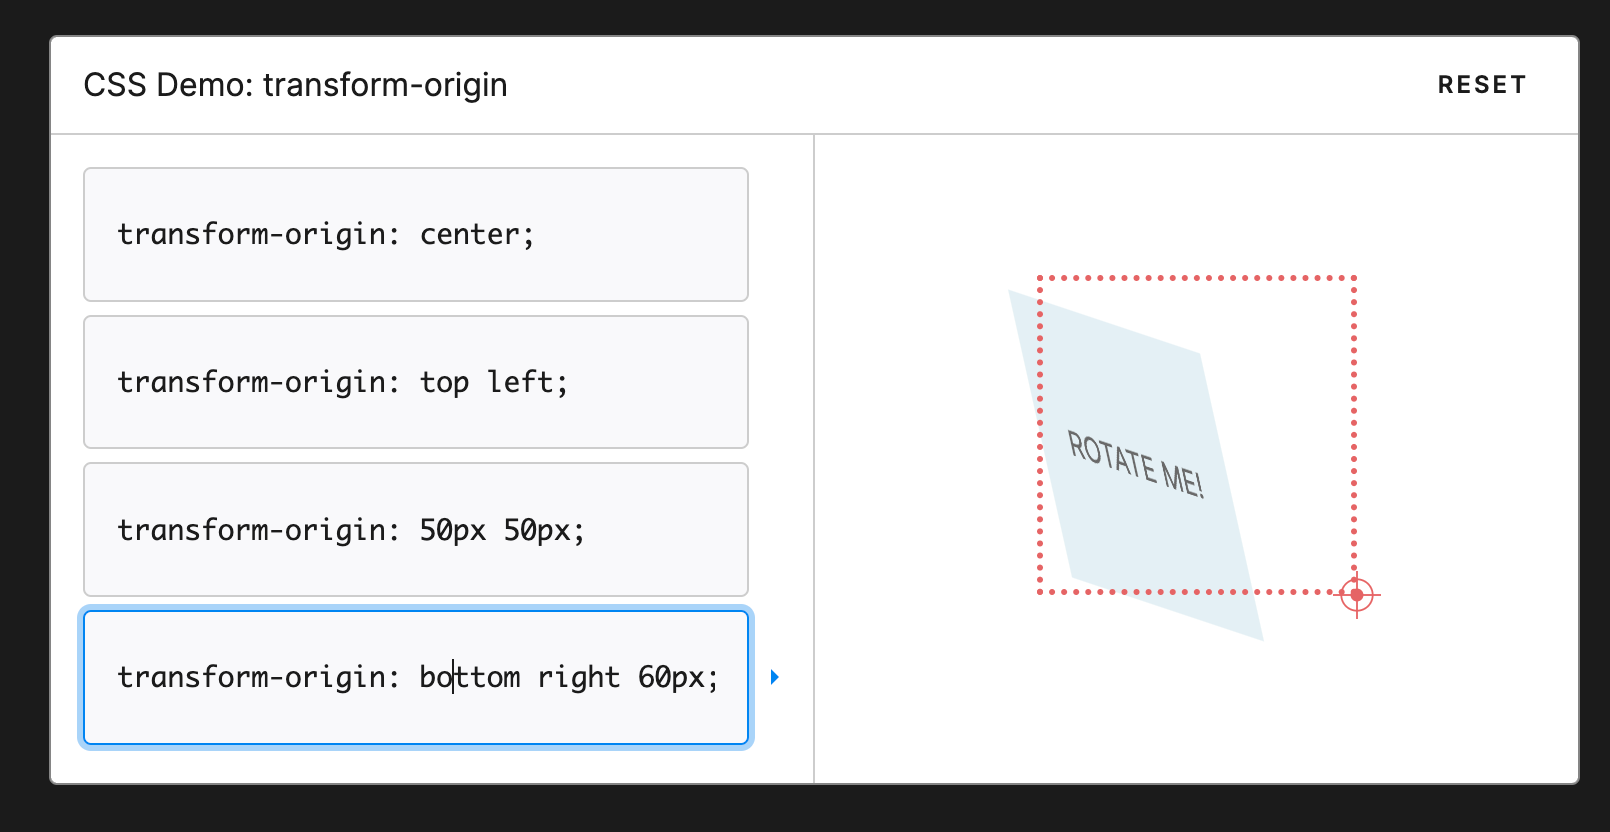 CSS Demo: transform-origin
RESET
transform-origin: center;
transform-origin: top left;
transform-origin: 50px 50px;
transform-origin: bottom right 60px;
ROTATE ME!